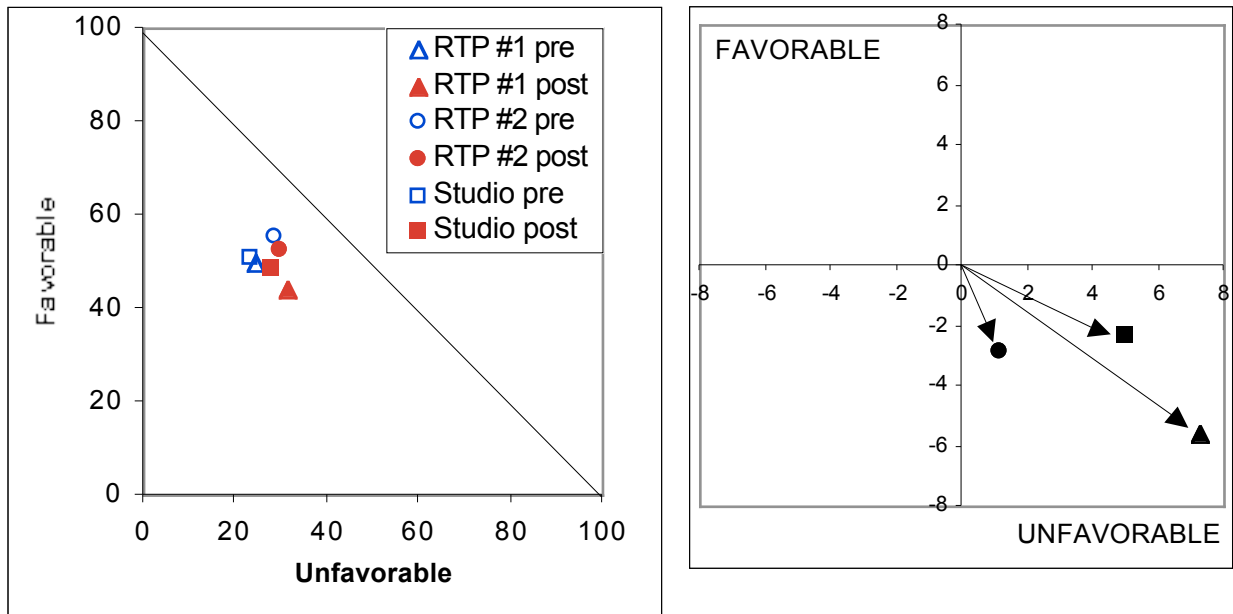 100
80
60
40
20
0
Favorable
0 20 40 60 80 100
Unfavorable
RTP #1 pre
RTP #1 post
RTP #2 pre
RTP #2 post
Studio pre
Studio post
FAVORABLE
8
6
4
2
0
-2
-4
-6
-8
-8 -6 -4 -2 0 2 4 6 8
UNFAVORABLE